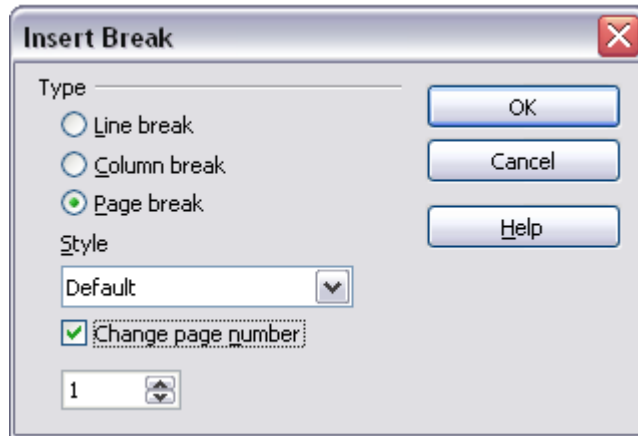 Insert Break
Type
Line break
Column break
Page break
Style
Default
Change page number
1
OK
Cancel
Help